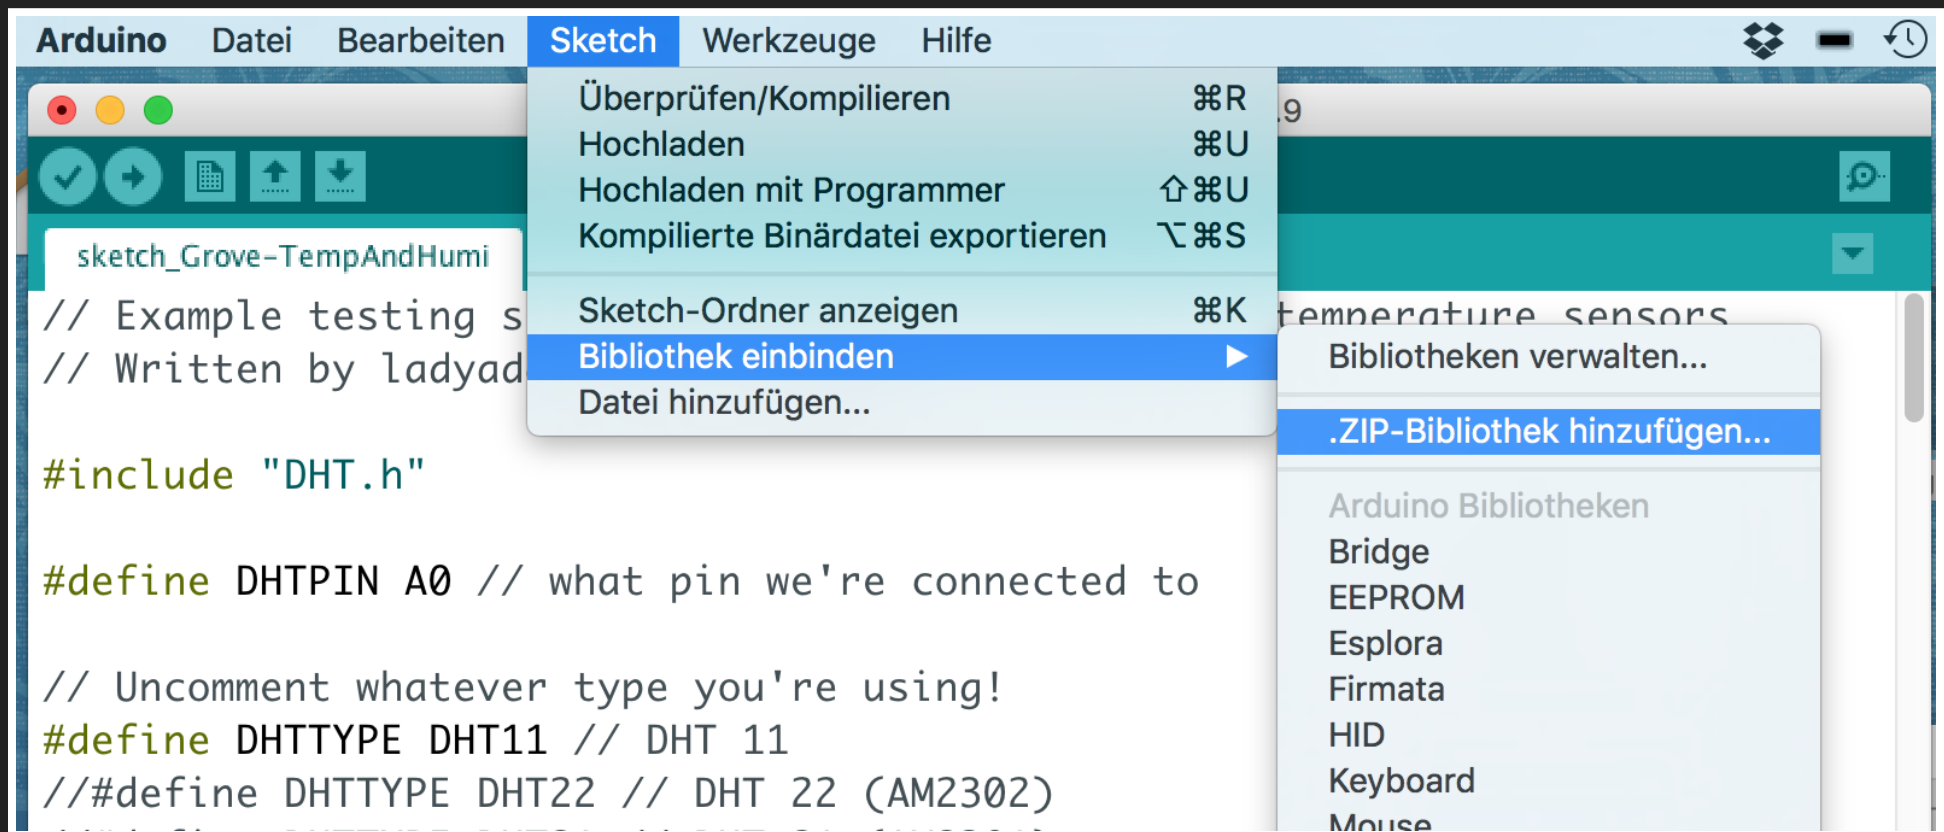 Arduino Datei Bearbeiten Sketch Werkzeuge Hilfe
Überprüfen/Kompilieren ⌘R
Hochladen ⌘U
Hochladen mit Programmer ⇧⌘U
Kompilierte Binärdatei exportieren ⌥⌘S
Sketch-Ordner anzeigen ⌘K
Bibliothek einbinden ▶
Datei hinzufügen...
Bibliotheken verwalten...
.ZIP-Bibliothek hinzufügen...
Arduino Bibliotheken
Bridge
EEPROM
Esplora
Firmata
HID
Keyboard
Mouse
.9
sketch_Grove-TempAndHumi
// Example testing s temperature sensors
// Written by ladyad
#include "DHT.h"
#define DHTPIN A0 // what pin we're connected to
// Uncomment whatever type you're using!
#define DHTTYPE DHT11 // DHT 11
//#define DHTTYPE DHT22 // DHT 22 (AM2302)